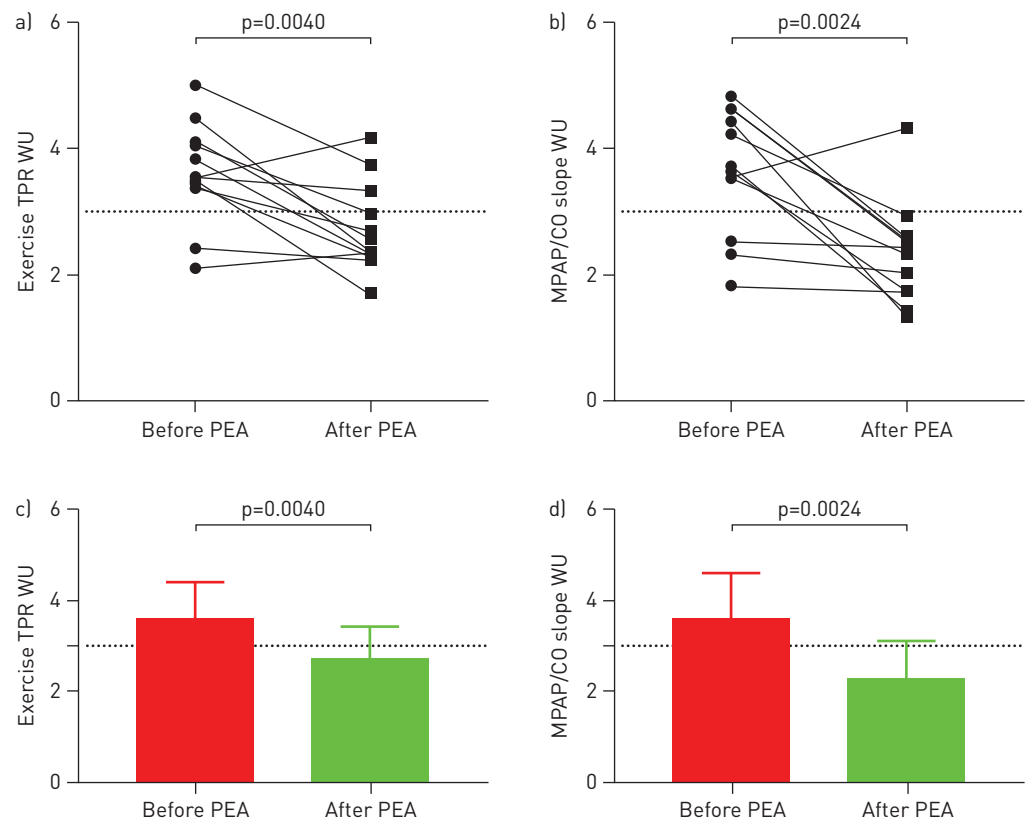 a)
p=0.0040
Exercise TPR WU
6
4
2
0
Before PEA After PEA
b)
p=0.0024
MPAP/CO slope WU
6
4
2
0
Before PEA After PEA
c)
p=0.0040
Exercise TPR WU
6
4
2
0
Before PEA After PEA
d)
p=0.0024
MPAP/CO slope WU
6
4
2
0
Before PEA After PEA